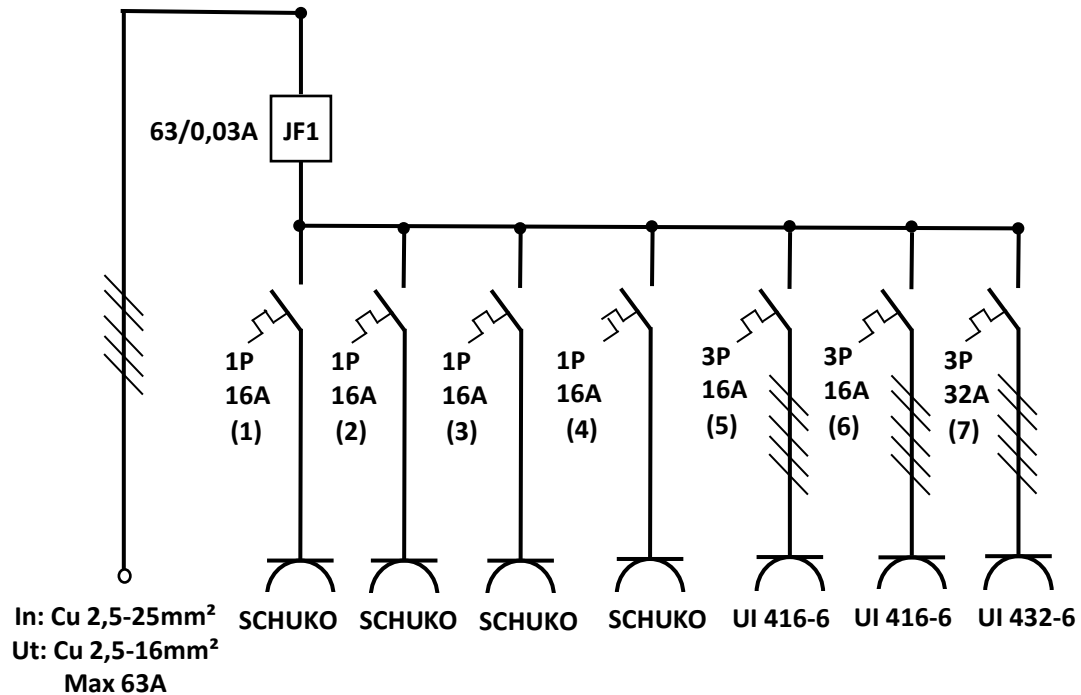 63/0,03A
JF1
1P
16A
(1)
1P
16A
(2)
1P
16A
(3)
1P
16A
(4)
3P
16A
(5)
3P
16A
(6)
3P
32A
(7)
In: Cu 2,5-25mm²
Ut: Cu 2,5-16mm²
Max 63A
SCHUKO
SCHUKO
SCHUKO
SCHUKO
UI 416-6
UI 416-6
UI 432-6